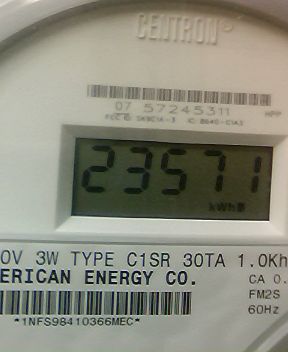 CENTRON
07 57245311
HPP
23571
kWh
0V 3W TYPE C1SR 30TA 1.0Kh
ERICAN ENERGY CO.
CA 0.
FM2S
60Hz
*1NFS98410366MEC*